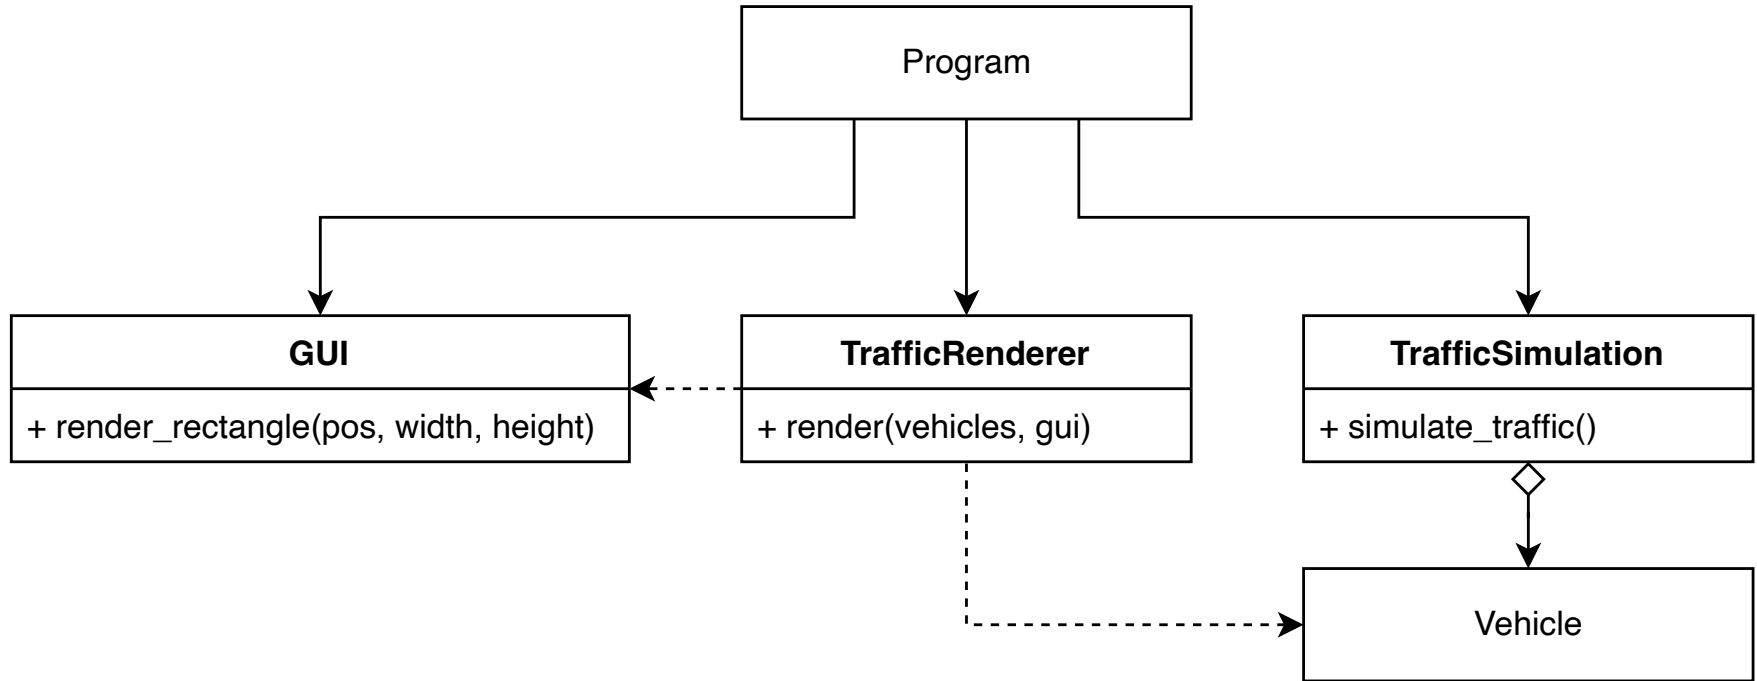 Program
GUI
+ render_rectangle(pos, width, height)
TrafficRenderer
+ render(vehicles, gui)
TrafficSimulation
+ simulate_traffic()
Vehicle